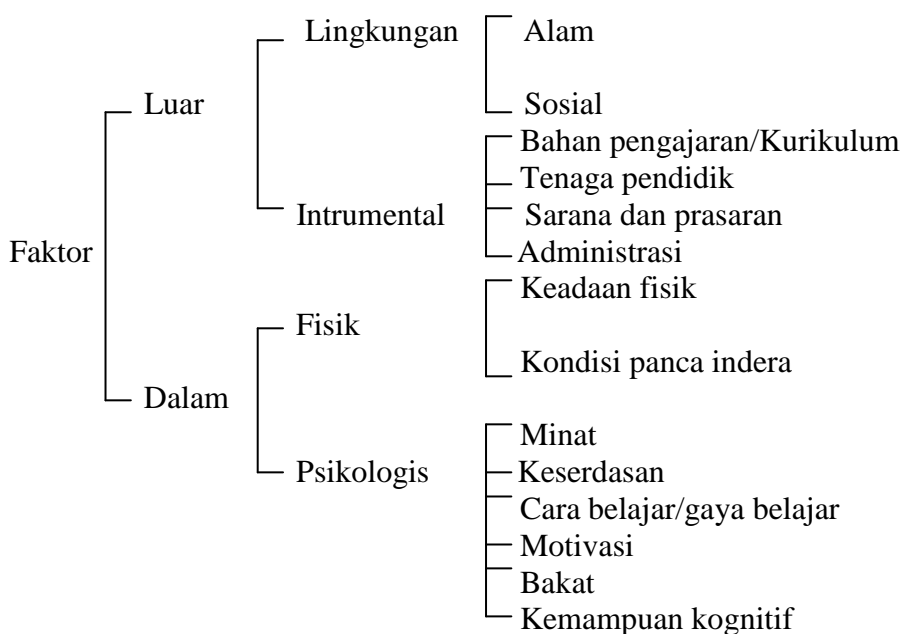 Faktor
Luar
Lingkungan
Alam
Sosial
Intrumental
Bahan pengajaran/Kurikulum
Tenaga pendidik
Sarana dan prasaran
Administrasi
Dalam
Fisik
Keadaan fisik
Kondisi panca indera
Psikologis
Minat
Keserdasan
Cara belajar/gaya belajar
Motivasi
Bakat
Kemampuan kognitif